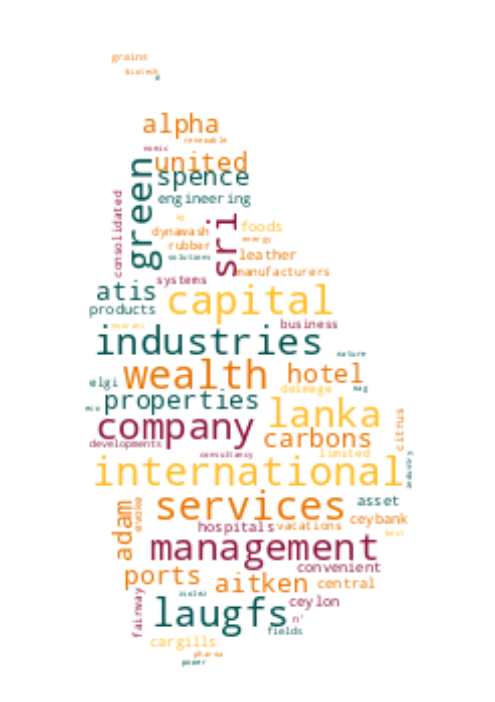 grains
biotech
alpha
renewable
united
spence
green
engineering
consolidated
sri
foods
dynawash
energy
rubber
solutions
leather
manufacturers
systems
atis
capital
products
business
industries
nature
wealth
hotel
elgi
delmege
properties
eco
lanka
company
carbons
citrus
developments
consultancy
limited
international
industry
services
asset
adam
evoke
ceybank
hospitals
vacations
best
management
convenient
ports
aitken
central
laugfs
ceylon
fairway
n'
fields
cargills
pharma
power